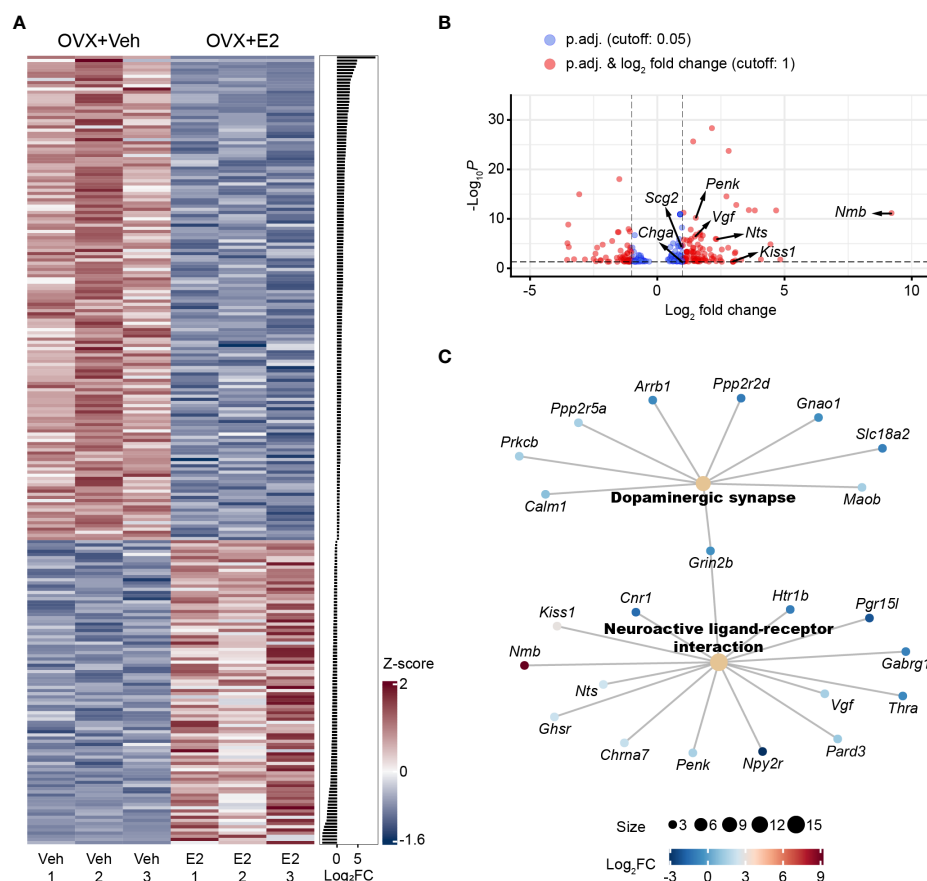 A
OVX+Veh OVX+E2
Z-score
2
0
-1.6
Veh Veh Veh E2 E2 E2
1 2 3 1 2 3
0 5
Log₂FC
B
p.adj. (cutoff: 0.05)
p.adj. & log₂ fold change (cutoff: 1)
-Log₁₀P
30
20
10
0
Scg2
Penk
Nmb
Vgf
Chga
Nts
Kiss1
-5 0 5 10
Log₂ fold change
C
Arrb1
Ppp2r2d
Ppp2r5a
Gnao1
Prkcb
Slc18a2
Dopaminergic synapse
Calm1
Maob
Grin2b
Cnr1
Htr1b
Kiss1
Pgr15l
Neuroactive ligand-receptor
interaction
Nmb
Gabrg1
Nts
Vgf
Thra
Ghsr
Chrna7
Penk
Npy2r
Pard3
Size 3 6 9 12 15
Log₂FC
-3 0 3 6 9